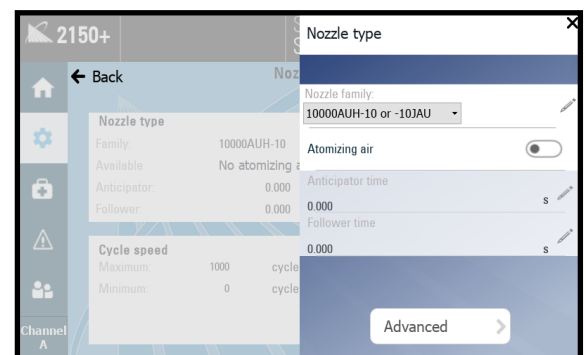 2150+
Back
Noz
Nozzle type
Family: 10000AUH-10
Available No atomizing a
Anticipator: 0.000
Follower: 0.000
Cycle speed
Maximum: 1000 cycle
Minimum: 0 cycle
Channel
A
Nozzle type
X
Nozzle family:
10000AUH-10 or -10JAU
Atomizing air
Anticipator time
0.000 s
Follower time
0.000 s
Advanced